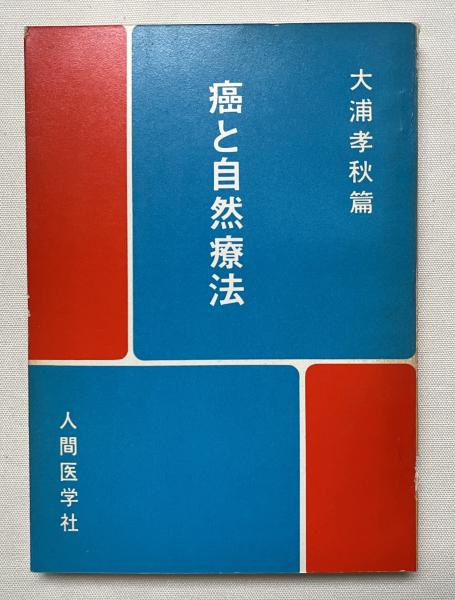 大浦孝秋篇
癌と自然療法
人間医学社